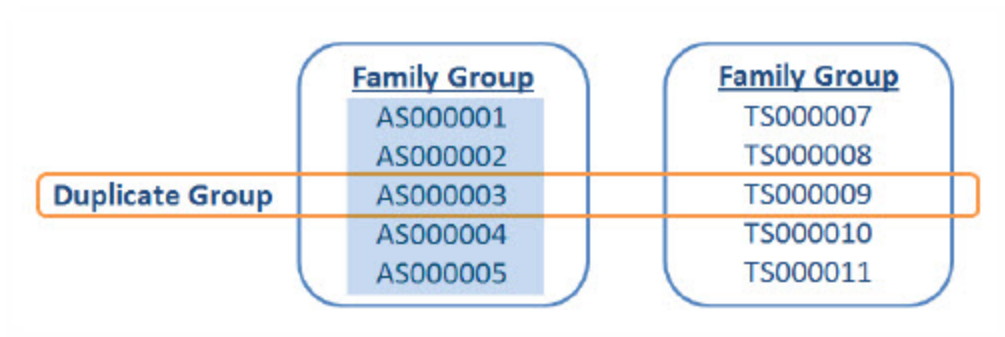 Family Group
AS000001
AS000002
AS000003
AS000004
AS000005
Family Group
TS000007
TS000008
TS000009
TS000010
TS000011
Duplicate Group